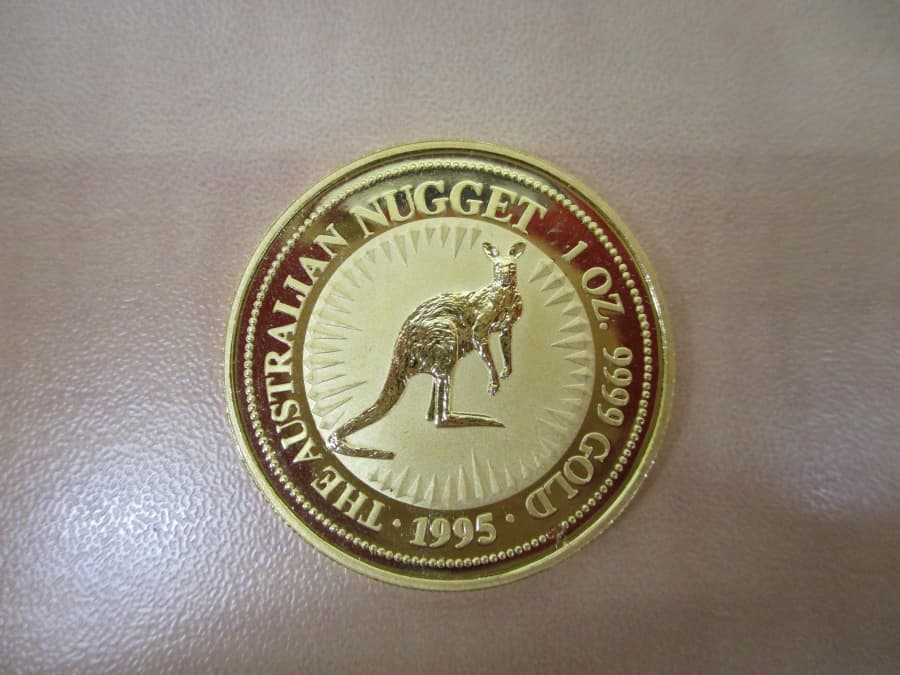 THE AUSTRALIAN NUGGET 1 OZ. 9999 GOLD
· 1995 ·